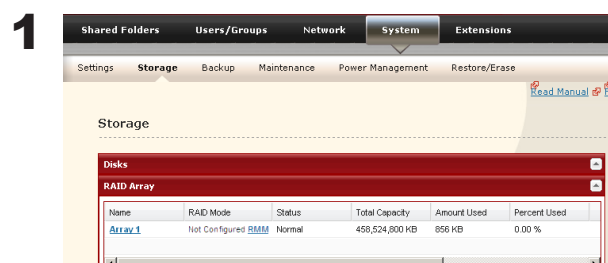 1
Shared Folders Users/Groups Network System Extensions
Settings Storage Backup Maintenance Power Management Restore/Erase
Read Manual
Storage
Disks
RAID Array
Name RAID Mode Status Total Capacity Amount Used Percent Used
Array 1 Not Configured RMM Normal 458,524,800 KB 856 KB 0.00 %